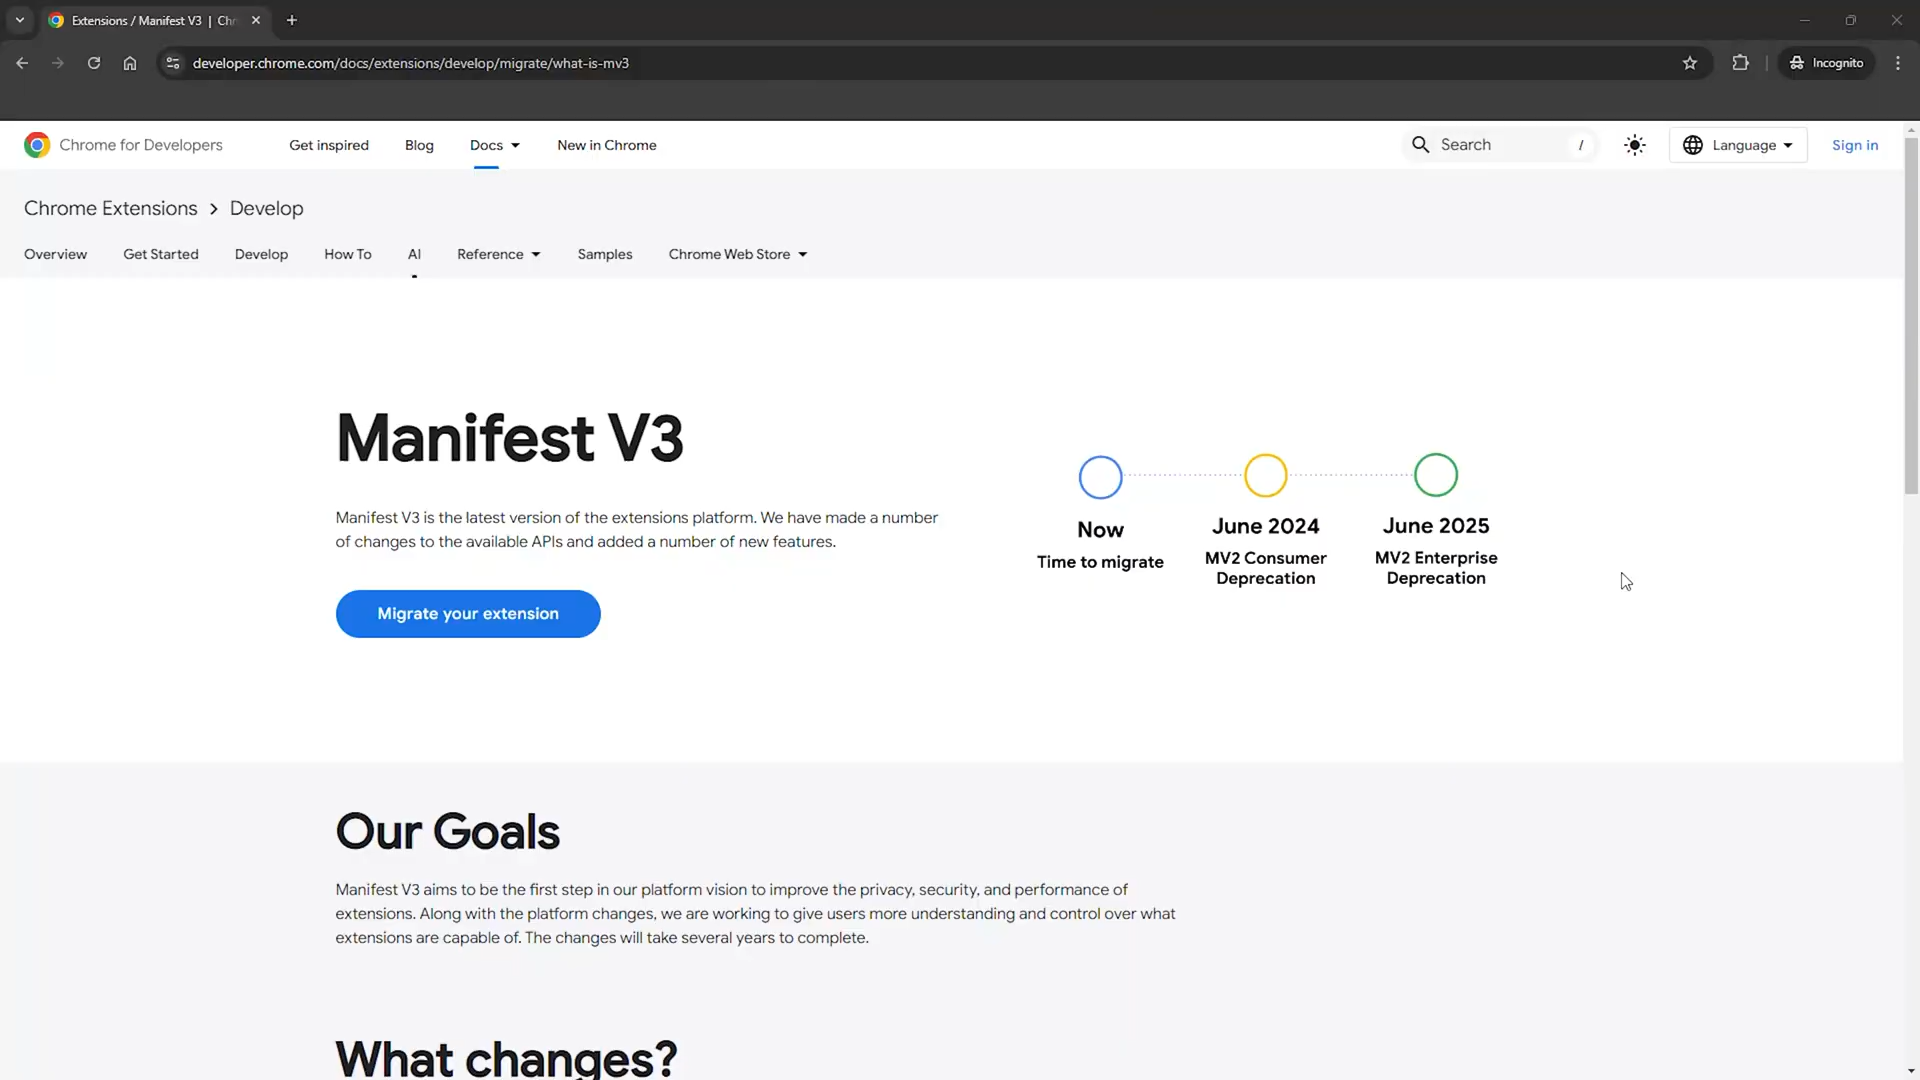 Extensions / Manifest V3 | Chr
developer.chrome.com/docs/extensions/develop/migrate/what-is-mv3
Incognito
Chrome for Developers
Get inspired
Blog
Docs
New in Chrome
Search
/
Language
Sign in
Chrome Extensions > Develop
Overview
Get Started
Develop
How To
AI
Reference
Samples
Chrome Web Store
Manifest V3
Manifest V3 is the latest version of the extensions platform. We have made a number
of changes to the available APIs and added a number of new features.
Migrate your extension
Now
Time to migrate
June 2024
MV2 Consumer
Deprecation
June 2025
MV2 Enterprise
Deprecation
Our Goals
Manifest V3 aims to be the first step in our platform vision to improve the privacy, security, and performance of
extensions. Along with the platform changes, we are working to give users more understanding and control over what
extensions are capable of. The changes will take several years to complete.
What changes?